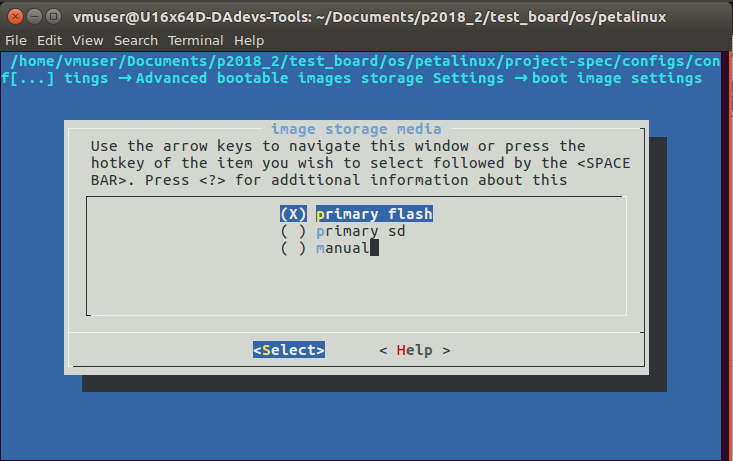 vmuser@U16x64D-DAdevs-Tools: ~/Documents/p2018_2/test_board/os/petalinux
File Edit View Search Terminal Help
/home/vmuser/Documents/p2018_2/test_board/os/petalinux/project-spec/configs/con
f[...] tings →Advanced bootable images storage Settings →boot image settings
image storage media
Use the arrow keys to navigate this window or press the
hotkey of the item you wish to select followed by the <SPACE
BAR>. Press <?> for additional information about this
(X) primary flash
( ) primary sd
( ) manual
<Select> < Help >